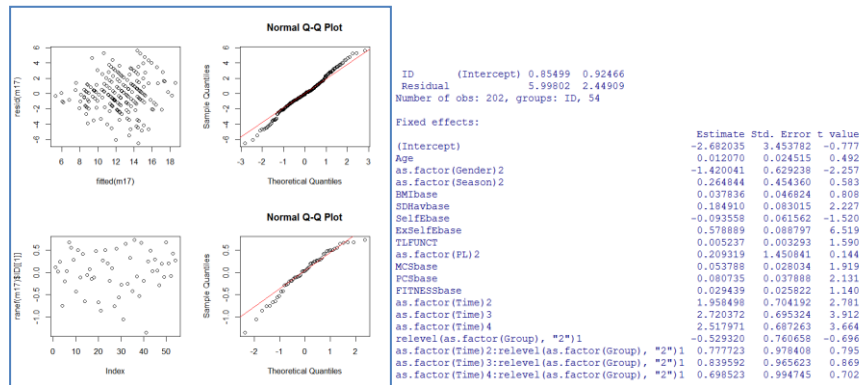 Normal Q-Q Plot
resid(m17)
6
4
2
0
-2
-6
6 8 10 12 14 16 18
fitted(m17)
Sample Quantiles
6
4
2
0
-2
-6
-3 -2 -1 0 1 2 3
Theoretical Quantiles
Normal Q-Q Plot
ranef(m17)$ID[[1]]
0.5
0.0
-0.5
-1.0
0 10 20 30 40 50
Index
Sample Quantiles
0.5
0.0
-0.5
-1.0
-2 -1 0 1 2
Theoretical Quantiles
ID (Intercept) 0.85499 0.92466
Residual 5.99802 2.44909
Number of obs: 202, groups: ID, 54
Fixed effects:
Estimate Std. Error t value
(Intercept) -2.682035 3.453782 -0.777
Age 0.012070 0.024515 0.492
as.factor(Gender)2 -1.420041 0.629238 -2.257
as.factor(Season)2 0.264844 0.454360 0.583
BMIbase 0.037836 0.046824 0.808
SDHavbase 0.184910 0.083015 2.227
SelfEbase -0.093558 0.061562 -1.520
ExSelfEbase 0.578889 0.088797 6.519
TLFUNCT 0.005237 0.003293 1.590
as.factor(PL)2 0.209319 1.450841 0.144
MCSbase 0.053788 0.028034 1.919
PCSbase 0.080735 0.037888 2.131
FITNESSbase 0.029439 0.025822 1.140
as.factor(Time)2 1.958498 0.704192 2.781
as.factor(Time)3 2.720372 0.695324 3.912
as.factor(Time)4 2.517971 0.687263 3.664
relevel(as.factor(Group), "2")1 -0.529320 0.760658 -0.696
as.factor(Time)2:relevel(as.factor(Group), "2")1 0.777723 0.978408 0.795
as.factor(Time)3:relevel(as.factor(Group), "2")1 0.839592 0.965623 0.869
as.factor(Time)4:relevel(as.factor(Group), "2")1 0.698523 0.994745 0.702